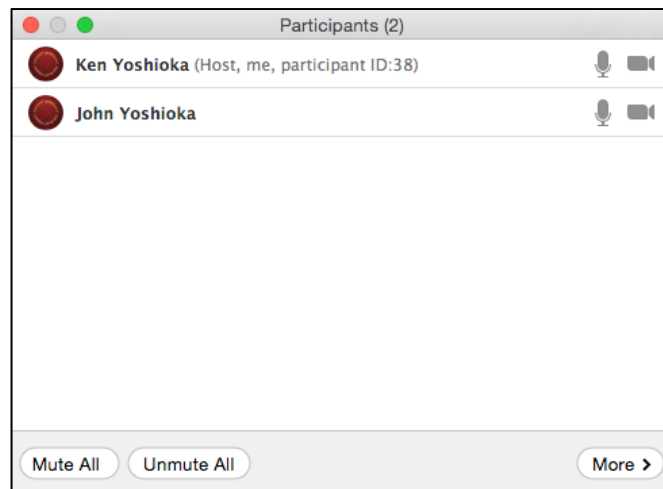 Participants (2)
Ken Yoshioka (Host, me, participant ID:38)
John Yoshioka
Mute All Unmute All More >